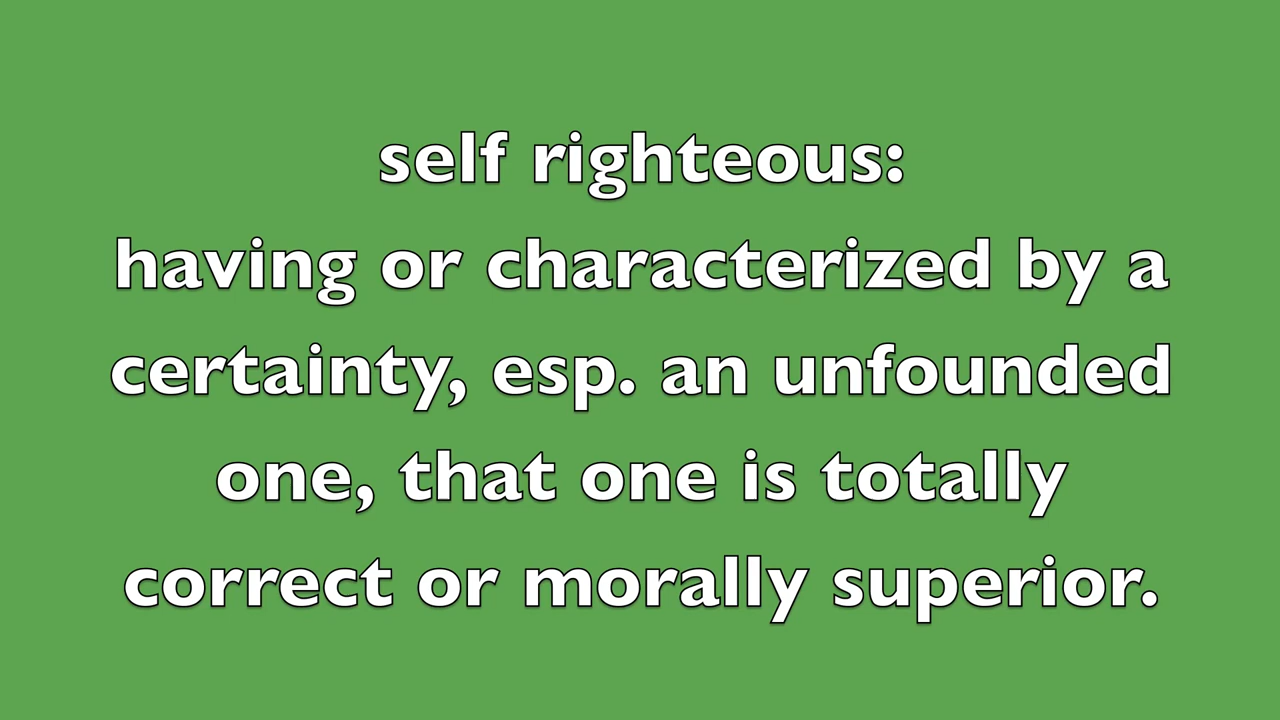 self righteous:
having or characterized by a
certainty, esp. an unfounded
one, that one is totally
correct or morally superior.